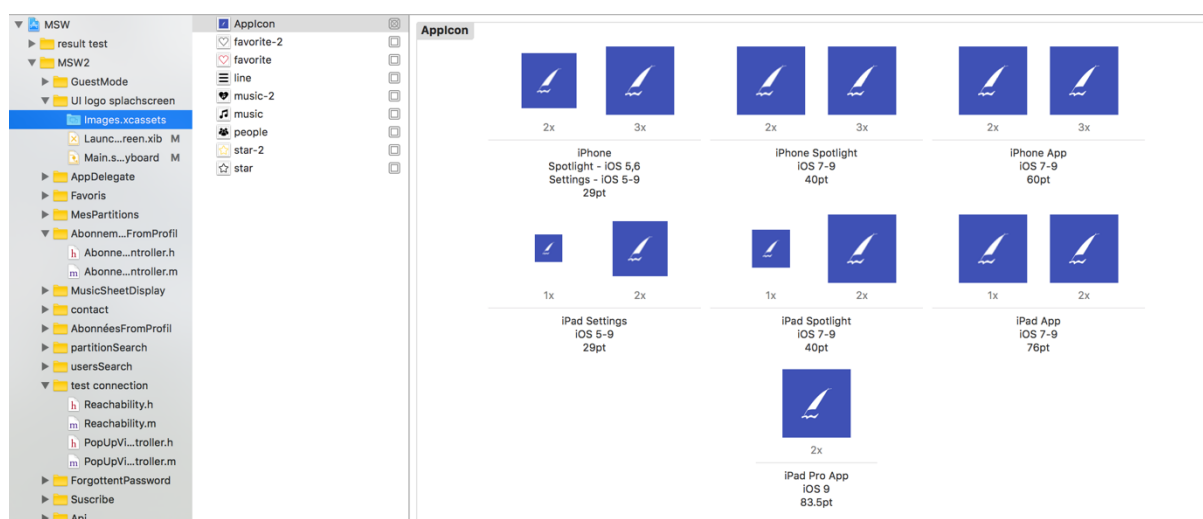 MSW
result test
MSW2
GuestMode
UI logo splachscreen
Images.xcassets
Launc...reen.xib M
Main.s...yboard M
AppDelegate
Favoris
MesPartitions
Abonnem...FromProfil
h Abonne...ntroller.h
m Abonne...ntroller.m
MusicSheetDisplay
contact
AbonnéesFromProfil
partitionSearch
usersSearch
test connection
h Reachability.h
m Reachability.m
h PopUpVi...troller.h
m PopUpVi...troller.m
ForgottentPassword
Suscribe
Api
AppIcon
favorite-2
favorite
line
music-2
music
people
star-2
star
AppIcon
2x 3x
iPhone
Spotlight - iOS 5,6
Settings - iOS 5-9
29pt
2x 3x
iPhone Spotlight
iOS 7-9
40pt
2x 3x
iPhone App
iOS 7-9
60pt
1x 2x
iPad Settings
iOS 5-9
29pt
1x 2x
iPad Spotlight
iOS 7-9
40pt
1x 2x
iPad App
iOS 7-9
76pt
2x
iPad Pro App
iOS 9
83.5pt